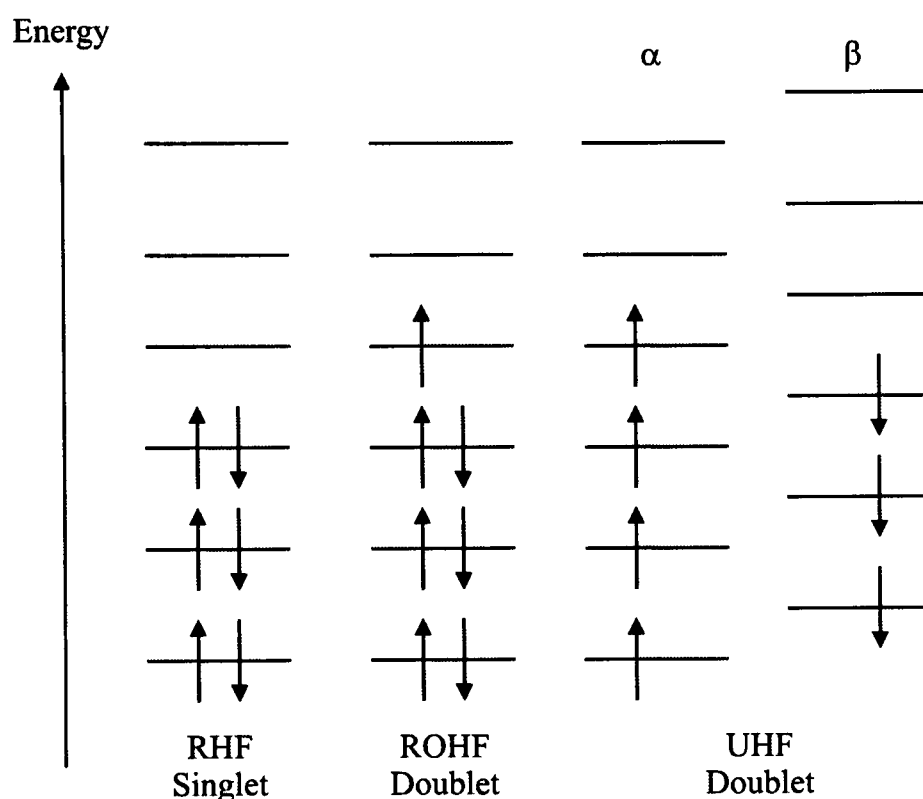 Energy
α
β
RHF
Singlet
ROHF
Doublet
UHF
Doublet